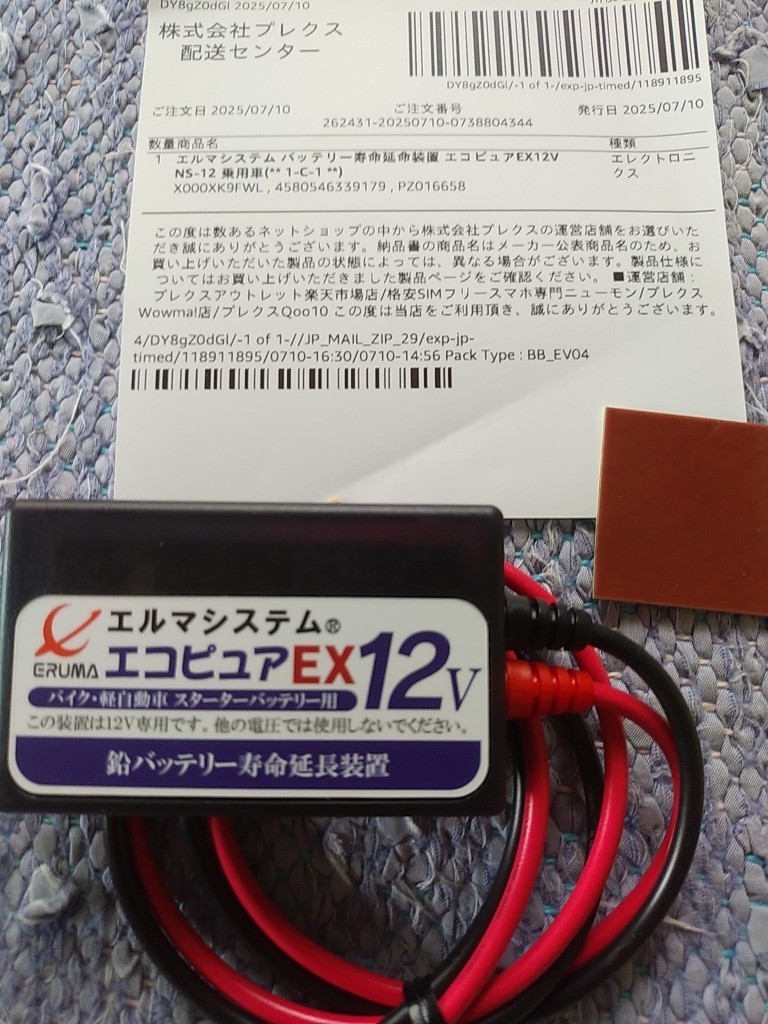 DY8gZ0dGl 2025/07/10
株式会社プレクス
配送センター
DY8gZ0dGl/-1 of 1-/exp-jp-timed/118911895
ご注文日 2025/07/10
ご注文番号
262431-20250710-0738804344
発行日 2025/07/10
数量 商品名 種類
1 エルマシステム バッテリー寿命延命装置 エコピュアEX12V エレクトロニ
NS-12 乗用車(** 1-C-1 **) クス
X000XK9FWL , 4580546339179 , PZ016658
この度は数あるネットショップの中から株式会社プレクスの運営店舗をお選びいた
だき誠にありがとうございます。納品書の商品名はメーカー公表商品名のため、お
買い上げいただいた製品の状態によっては、異なる場合がございます。製品仕様に
ついてはお買い上げいただきました製品ページをご確認ください。 ■運営店舗：
プレクスアウトレット楽天市場店/格安SIMフリースマホ専門ニューモン/プレクス
Wowma!店/プレクスQoo10 この度は当店をご利用頂き、誠にありがとうございます。
4/DY8gZ0dGl/-1 of 1-//JP_MAIL_ZIP_29/exp-jp-
timed/118911895/0710-16:30/0710-14:56 Pack Type : BB_EV04
エルマシステム®
ERUMA エコピュアEX12V
バイク・軽自動車 スターターバッテリー用
この装置は12V専用です。他の電圧では使用しないでください。
鉛バッテリー寿命延長装置